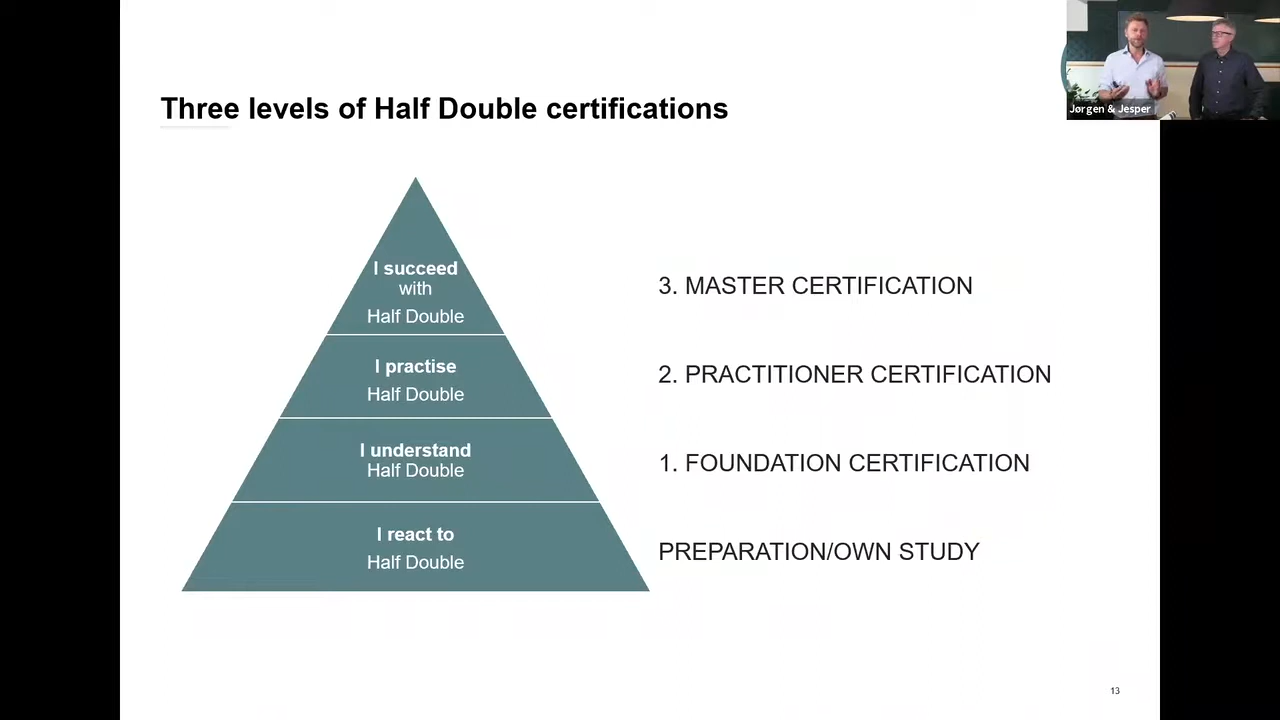 Jørgen & Jesper
Three levels of Half Double certifications
I succeed
with
Half Double
3. MASTER CERTIFICATION
I practise
Half Double
2. PRACTITIONER CERTIFICATION
I understand
Half Double
1. FOUNDATION CERTIFICATION
I react to
Half Double
PREPARATION/OWN STUDY
13